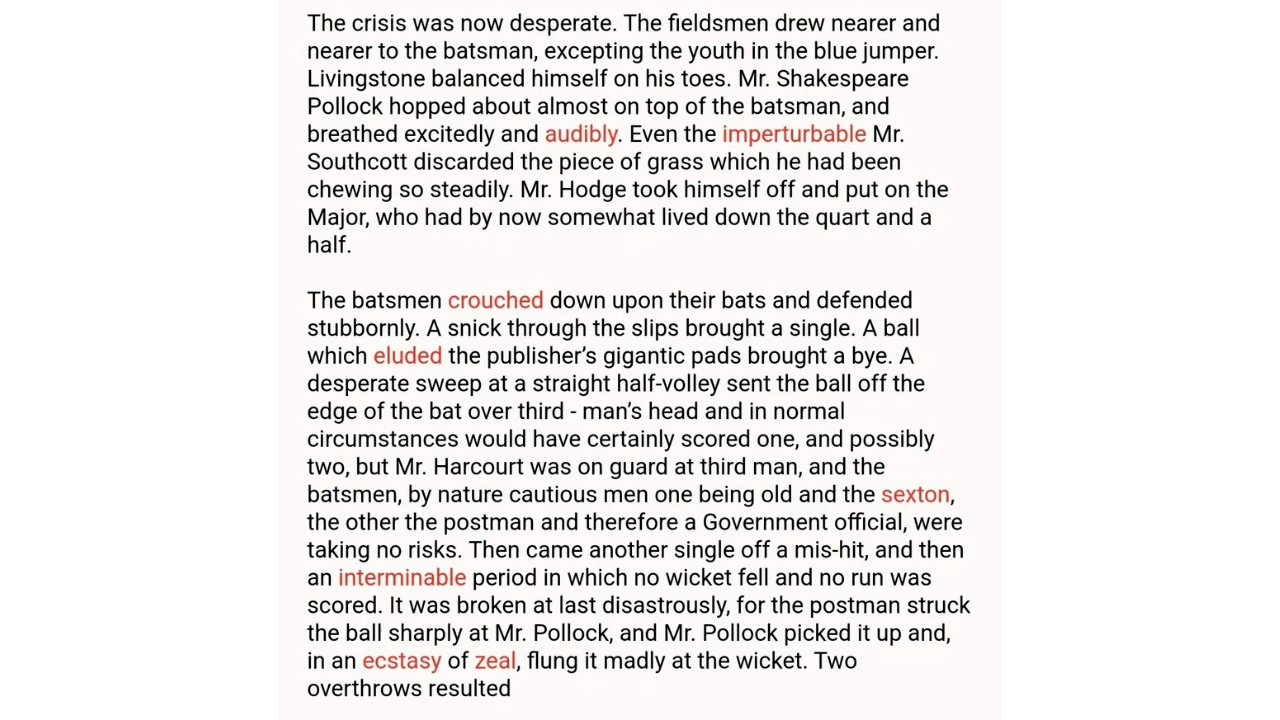 The crisis was now desperate. The fieldsmen drew nearer and
nearer to the batsman, excepting the youth in the blue jumper.
Livingstone balanced himself on his toes. Mr. Shakespeare
Pollock hopped about almost on top of the batsman, and
breathed excitedly and audibly. Even the imperturbable Mr.
Southcott discarded the piece of grass which he had been
chewing so steadily. Mr. Hodge took himself off and put on the
Major, who had by now somewhat lived down the quart and a
half.
The batsmen crouched down upon their bats and defended
stubbornly. A snick through the slips brought a single. A ball
which eluded the publisher’s gigantic pads brought a bye. A
desperate sweep at a straight half-volley sent the ball off the
edge of the bat over third - man’s head and in normal
circumstances would have certainly scored one, and possibly
two, but Mr. Harcourt was on guard at third man, and the
batsmen, by nature cautious men one being old and the sexton,
the other the postman and therefore a Government official, were
taking no risks. Then came another single off a mis-hit, and then
an interminable period in which no wicket fell and no run was
scored. It was broken at last disastrously, for the postman struck
the ball sharply at Mr. Pollock, and Mr. Pollock picked it up and,
in an ecstasy of zeal, flung it madly at the wicket. Two
overthrows resulted